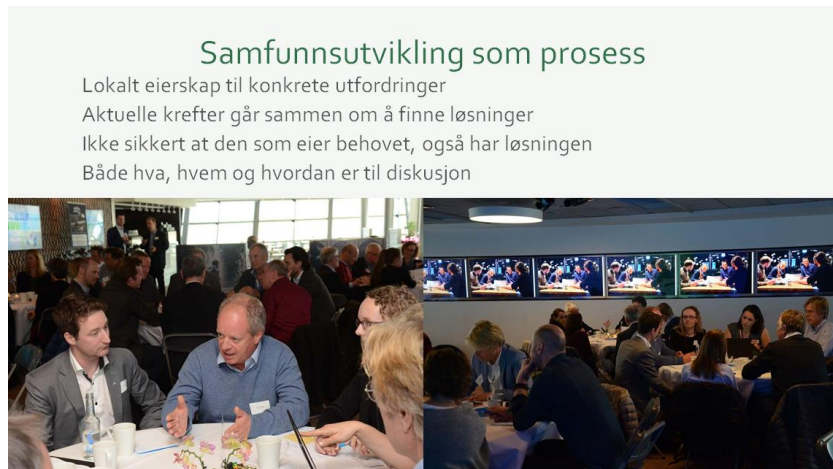 Samfunnsutvikling som prosess
Lokalt eierskap til konkrete utfordringer
Aktuelle krefter går sammen om å finne løsninger
Ikke sikkert at den som eier behovet, også har løsningen
Både hva, hvem og hvordan er til diskusjon